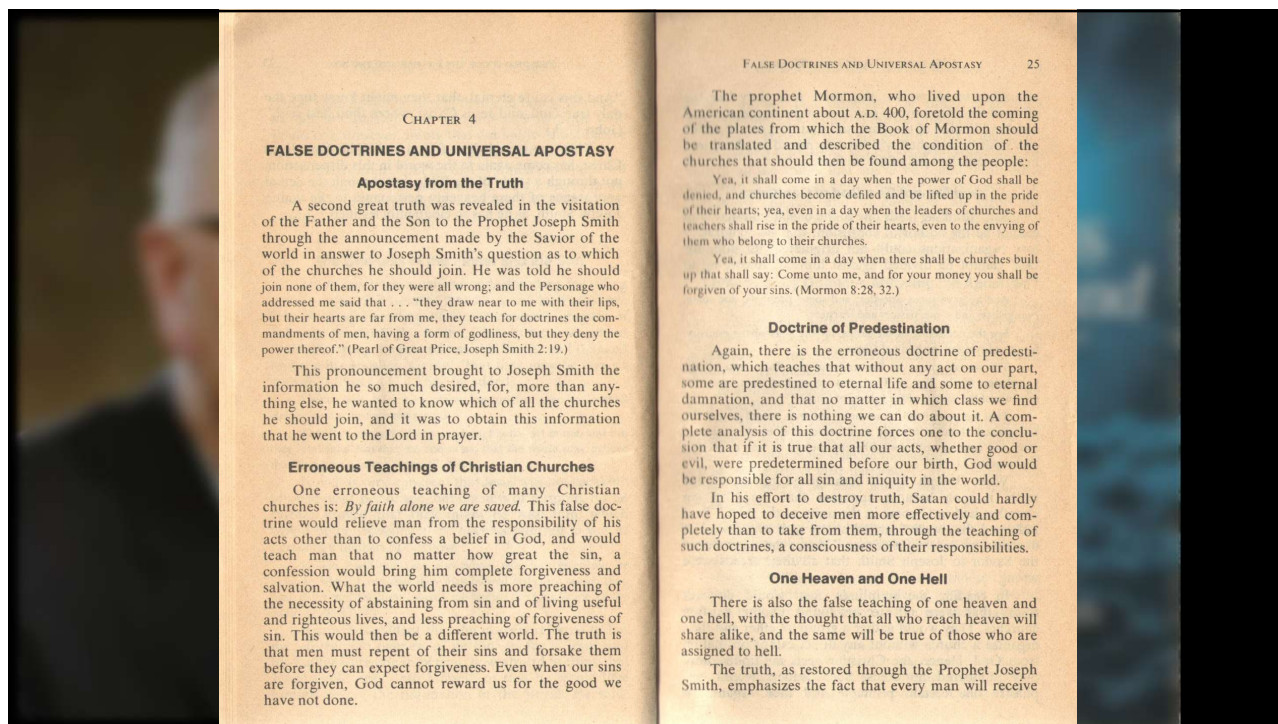 CHAPTER 4
FALSE DOCTRINES AND UNIVERSAL APOSTASY
Apostasy from the Truth
A second great truth was revealed in the visitation
of the Father and the Son to the Prophet Joseph Smith
through the announcement made by the Savior of the
world in answer to Joseph Smith's question as to which
of the churches he should join. He was told he should
join none of them, for they were all wrong; and the Personage who
addressed me said that . . . "they draw near to me with their lips,
but their hearts are far from me, they teach for doctrines the com-
mandments of men, having a form of godliness, but they deny the
power thereof." (Pearl of Great Price, Joseph Smith 2:19.)
This pronouncement brought to Joseph Smith the
information he so much desired, for, more than any-
thing else, he wanted to know which of all the churches
he should join, and it was to obtain this information
that he went to the Lord in prayer.
Erroneous Teachings of Christian Churches
One erroneous teaching of many Christian
churches is: By faith alone we are saved. This false doc-
trine would relieve man from the responsibility of his
acts other than to confess a belief in God, and would
teach man that no matter how great the sin, a
confession would bring him complete forgiveness and
salvation. What the world needs is more preaching of
the necessity of abstaining from sin and of living useful
and righteous lives, and less preaching of forgiveness of
sin. This would then be a different world. The truth is
that men must repent of their sins and forsake them
before they can expect forgiveness. Even when our sins
are forgiven, God cannot reward us for the good we
have not done.
FALSE DOCTRINES AND UNIVERSAL APOSTASY 25
The prophet Mormon, who lived upon the
American continent about A.D. 400, foretold the coming
of the plates from which the Book of Mormon should
be translated and described the condition of the
churches that should then be found among the people:
Yea, it shall come in a day when the power of God shall be
denied, and churches become defiled and be lifted up in the pride
of their hearts; yea, even in a day when the leaders of churches and
teachers shall rise in the pride of their hearts, even to the envying of
them who belong to their churches.
Yea, it shall come in a day when there shall be churches built
up that shall say: Come unto me, and for your money you shall be
forgiven of your sins. (Mormon 8:28, 32.)
Doctrine of Predestination
Again, there is the erroneous doctrine of predesti-
nation, which teaches that without any act on our part,
some are predestined to eternal life and some to eternal
damnation, and that no matter in which class we find
ourselves, there is nothing we can do about it. A com-
plete analysis of this doctrine forces one to the conclu-
sion that if it is true that all our acts, whether good or
evil, were predetermined before our birth, God would
be responsible for all sin and iniquity in the world.
In his effort to destroy truth, Satan could hardly
have hoped to deceive men more effectively and com-
pletely than to take from them, through the teaching of
such doctrines, a consciousness of their responsibilities.
One Heaven and One Hell
There is also the false teaching of one heaven and
one hell, with the thought that all who reach heaven will
share alike, and the same will be true of those who are
assigned to hell.
The truth, as restored through the Prophet Joseph
Smith, emphasizes the fact that every man will receive